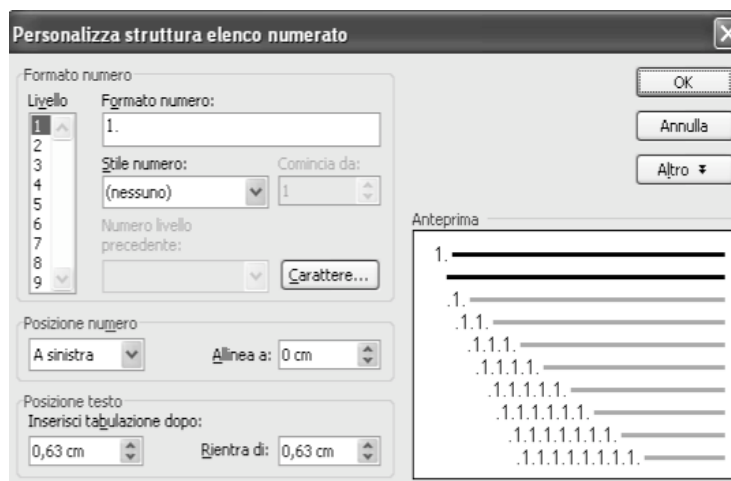 Personalizza struttura elenco numerato
Formato numero
Livello
1
2
3
4
5
6
7
8
9
Formato numero:
1.
Stile numero:
(nessuno)
Comincia da:
1
Numero livello
precedente:
Carattere...
Posizione numero
A sinistra
Allinea a: 0 cm
Posizione testo
Inserisci tabulazione dopo:
0,63 cm
Rientra di: 0,63 cm
OK
Annulla
Altro
Anteprima
1.
.1.
.1.1.
.1.1.1.
.1.1.1.1.
.1.1.1.1.1.
.1.1.1.1.1.1.
.1.1.1.1.1.1.1.
.1.1.1.1.1.1.1.1.